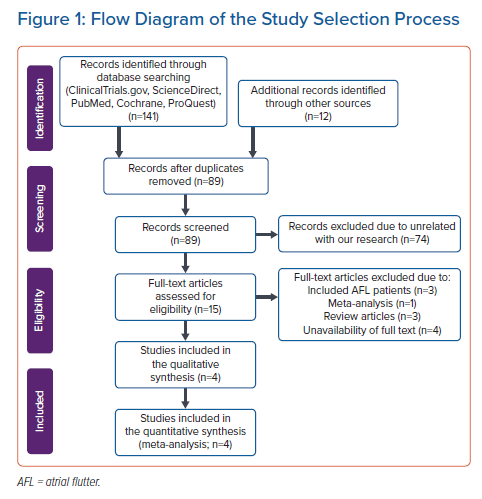 Figure 1: Flow Diagram of the Study Selection Process
Identification
Records identified through
database searching
(ClinicalTrials.gov, ScienceDirect,
PubMed, Cochrane, ProQuest)
(n=141)
Additional records identified
through other sources
(n=12)
Records after duplicates
removed (n=89)
Screening
Records screened
(n=89)
Records excluded due to unrelated
with our research (n=74)
Eligibility
Full-text articles
assessed for
eligibility (n=15)
Full-text articles excluded due to:
Included AFL patients (n=3)
Meta-analysis (n=1)
Review articles (n=3)
Unavailability of full text (n=4)
Studies included in
the qualitative
synthesis (n=4)
Included
Studies included in
the quantitative synthesis
(meta-analysis; n=4)
AFL = atrial flutter.